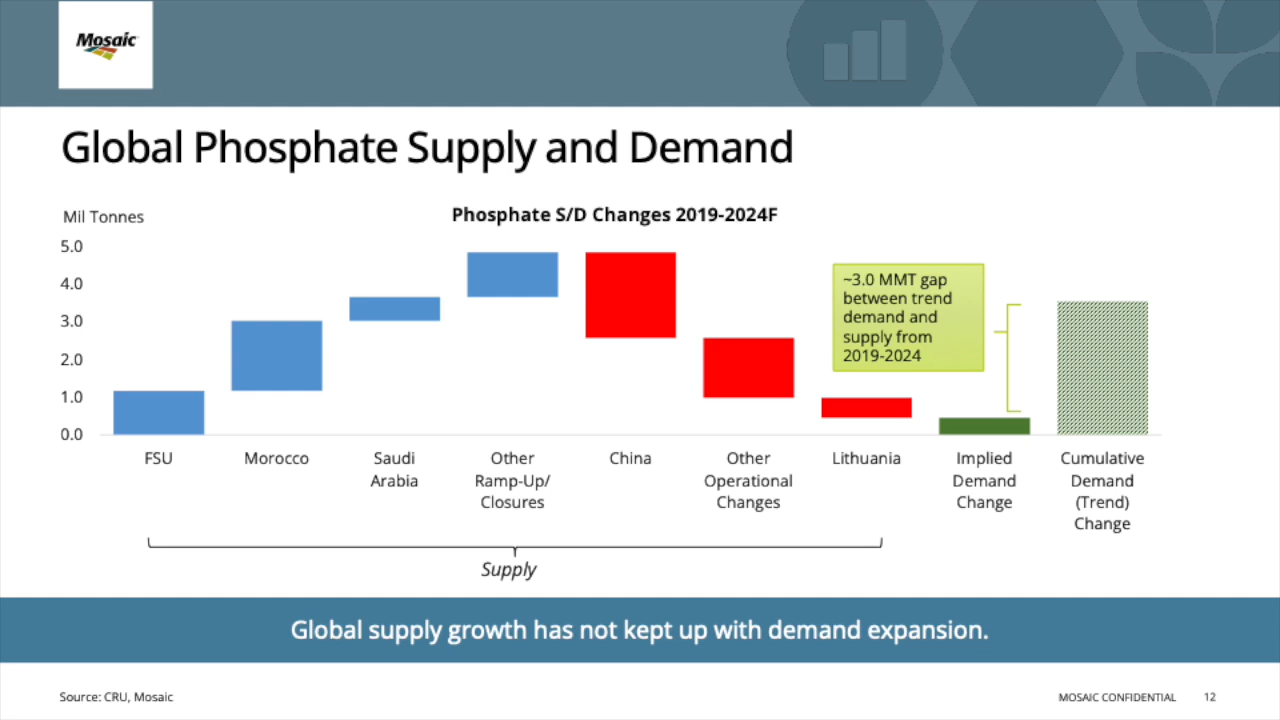 Mosaic
Global Phosphate Supply and Demand
Mil Tonnes
Phosphate S/D Changes 2019-2024F
5.0
4.0
3.0
2.0
1.0
0.0
~3.0 MMT gap
between trend
demand and
supply from
2019-2024
FSU
Morocco
Saudi
Arabia
Other
Ramp-Up/
Closures
China
Other
Operational
Changes
Lithuania
Implied
Demand
Change
Cumulative
Demand
(Trend)
Change
Supply
Global supply growth has not kept up with demand expansion.
Source: CRU, Mosaic
MOSAIC CONFIDENTIAL 12